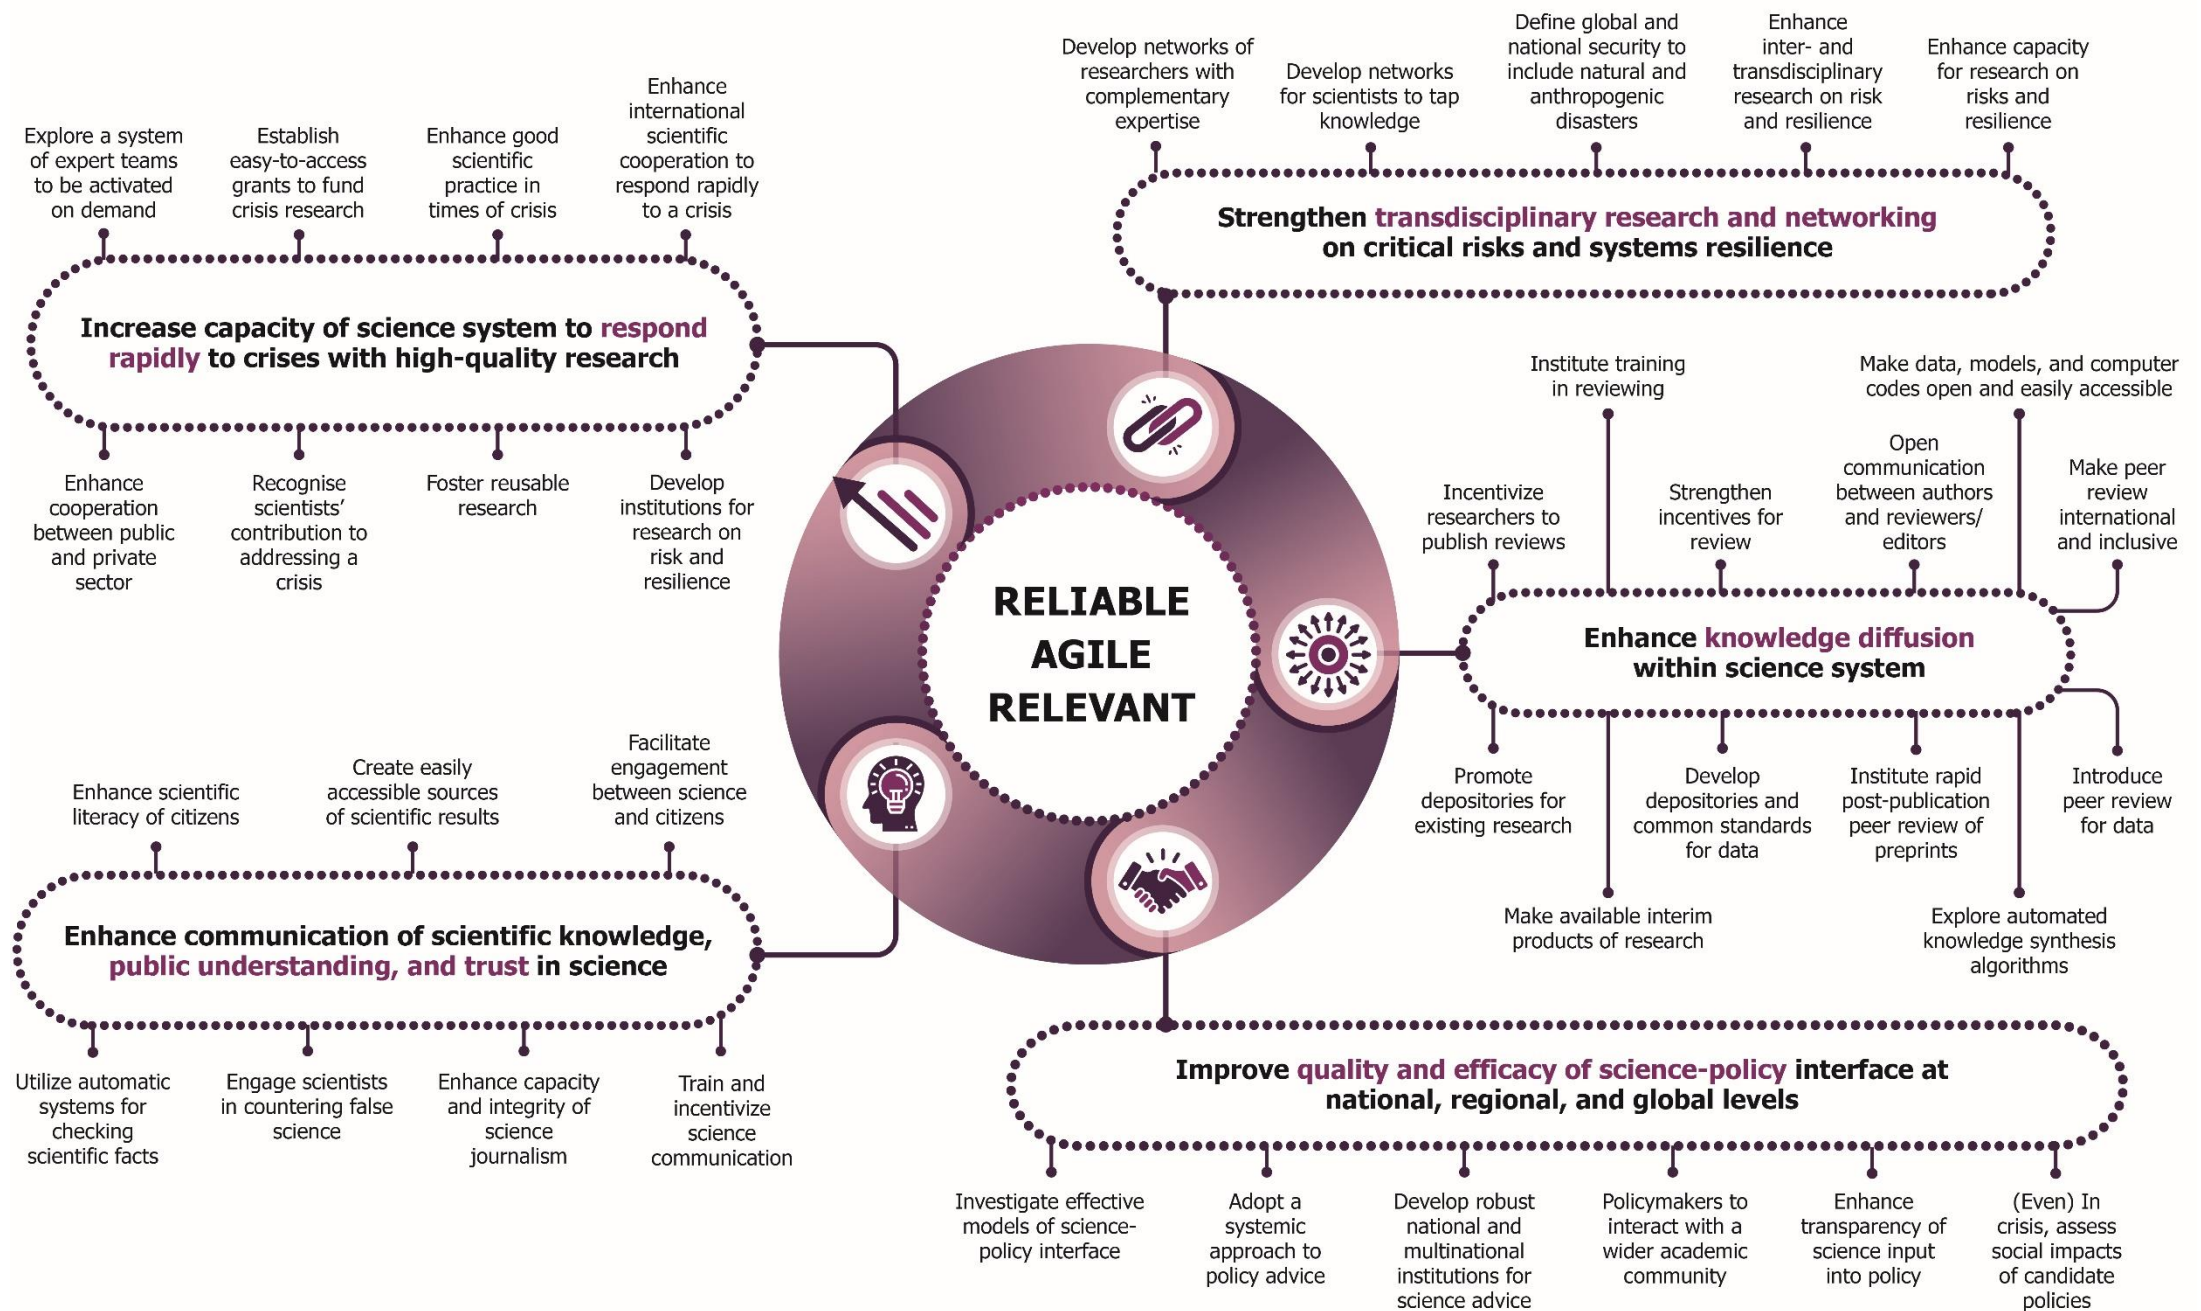 Explore a system
of expert teams
to be activated
on demand
Establish
easy-to-access
grants to fund
crisis research
Enhance good
scientific
practice in
times of crisis
Enhance
international
scientific
cooperation to
respond rapidly
to a crisis
Increase capacity of science system to respond
rapidly to crises with high-quality research
Enhance
cooperation
between public
and private
sector
Recognise
scientists’
contribution to
addressing a
crisis
Foster reusable
research
Develop
institutions for
research on
risk and
resilience
Develop networks of
researchers with
complementary
expertise
Develop networks
for scientists to tap
knowledge
Define global and
national security to
include natural and
anthropogenic
disasters
Enhance
inter- and
transdisciplinary
research on risk
and resilience
Enhance capacity
for research on
risks and
resilience
Strengthen transdisciplinary research and networking
on critical risks and systems resilience
RELIABLE
AGILE
RELEVANT
Incentivize
researchers to
publish reviews
Institute training
in reviewing
Strengthen
incentives for
review
Open
communication
between authors
and reviewers/
editors
Make data, models, and computer
codes open and easily accessible
Make peer
review
international
and inclusive
Enhance knowledge diffusion
within science system
Promote
depositories for
existing research
Make available interim
products of research
Develop
depositories and
common standards
for data
Institute rapid
post-publication
peer review of
preprints
Explore automated
knowledge synthesis
algorithms
Introduce
peer review
for data
Enhance scientific
literacy of citizens
Create easily
accessible sources
of scientific results
Facilitate
engagement
between science
and citizens
Enhance communication of scientific knowledge,
public understanding, and trust in science
Utilize automatic
systems for
checking
scientific facts
Engage scientists
in countering false
science
Enhance capacity
and integrity of
science
journalism
Train and
incentivize
science
communication
Improve quality and efficacy of science-policy interface at
national, regional, and global levels
Investigate effective
models of science-
policy interface
Adopt a
systemic
approach to
policy advice
Develop robust
national and
multinational
institutions for
science advice
Policymakers to
interact with a
wider academic
community
Enhance
transparency of
science input
into policy
(Even) In
crisis, assess
social impacts
of candidate
policies